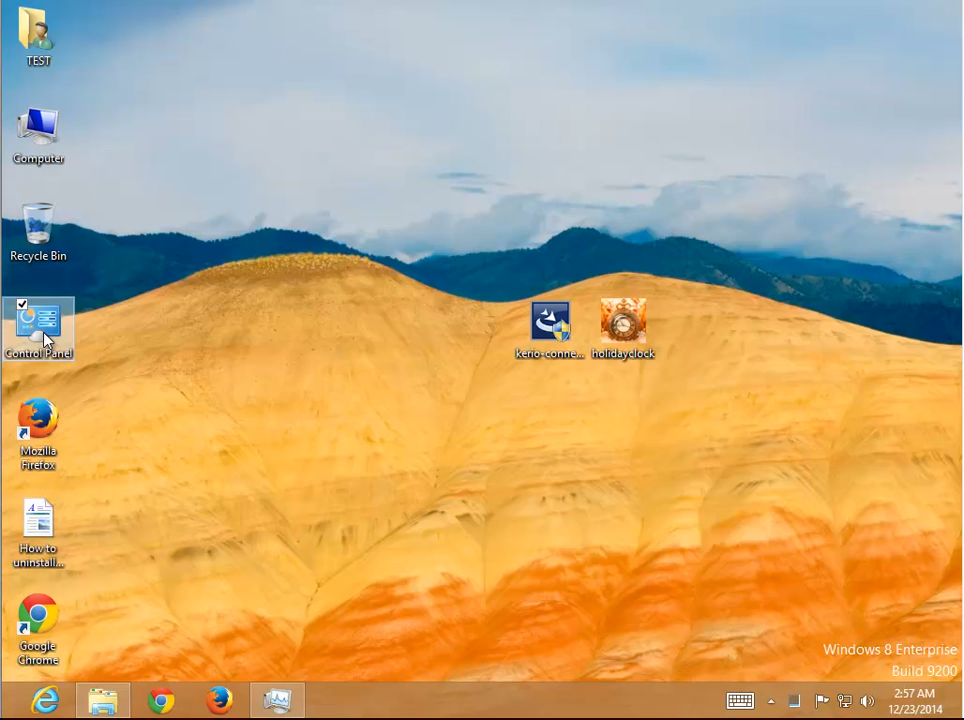 TEST
Computer
Recycle Bin
Control Panel
kerio-conne...
holidayclock
Mozilla
Firefox
How to
uninstall...
Google
Chrome
Windows 8 Enterprise
Build 9200
2:57 AM
12/23/2014